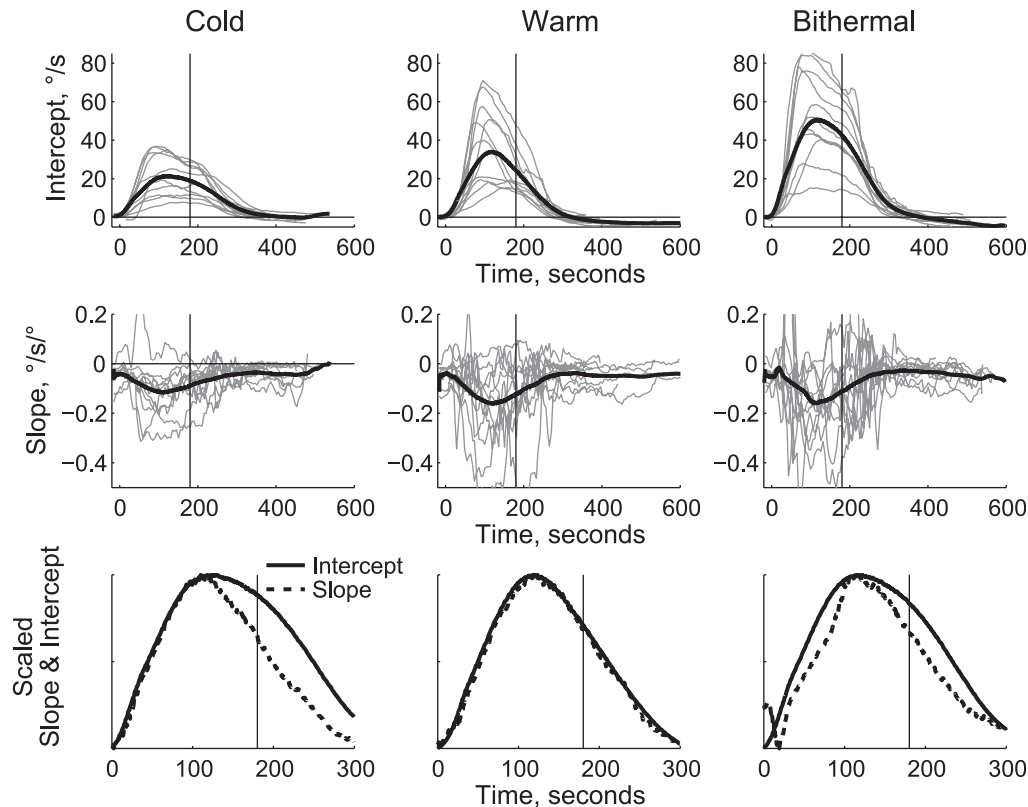 Cold Warm Bithermal
Intercept, °/s
80 80 80
60 60 60
40 40 40
20 20 20
0 0 0
0 200 400 600 0 200 400 600 0 200 400 600
Time, seconds
Slope, °/s/°
0.2 0.2 0.2
0 0 0
−0.2 −0.2 −0.2
−0.4 −0.4 −0.4
0 200 400 600 0 200 400 600 0 200 400 600
Time, seconds
Scaled
Slope & Intercept
Intercept
Slope
0 100 200 300 0 100 200 300 0 100 200 300
Time, seconds